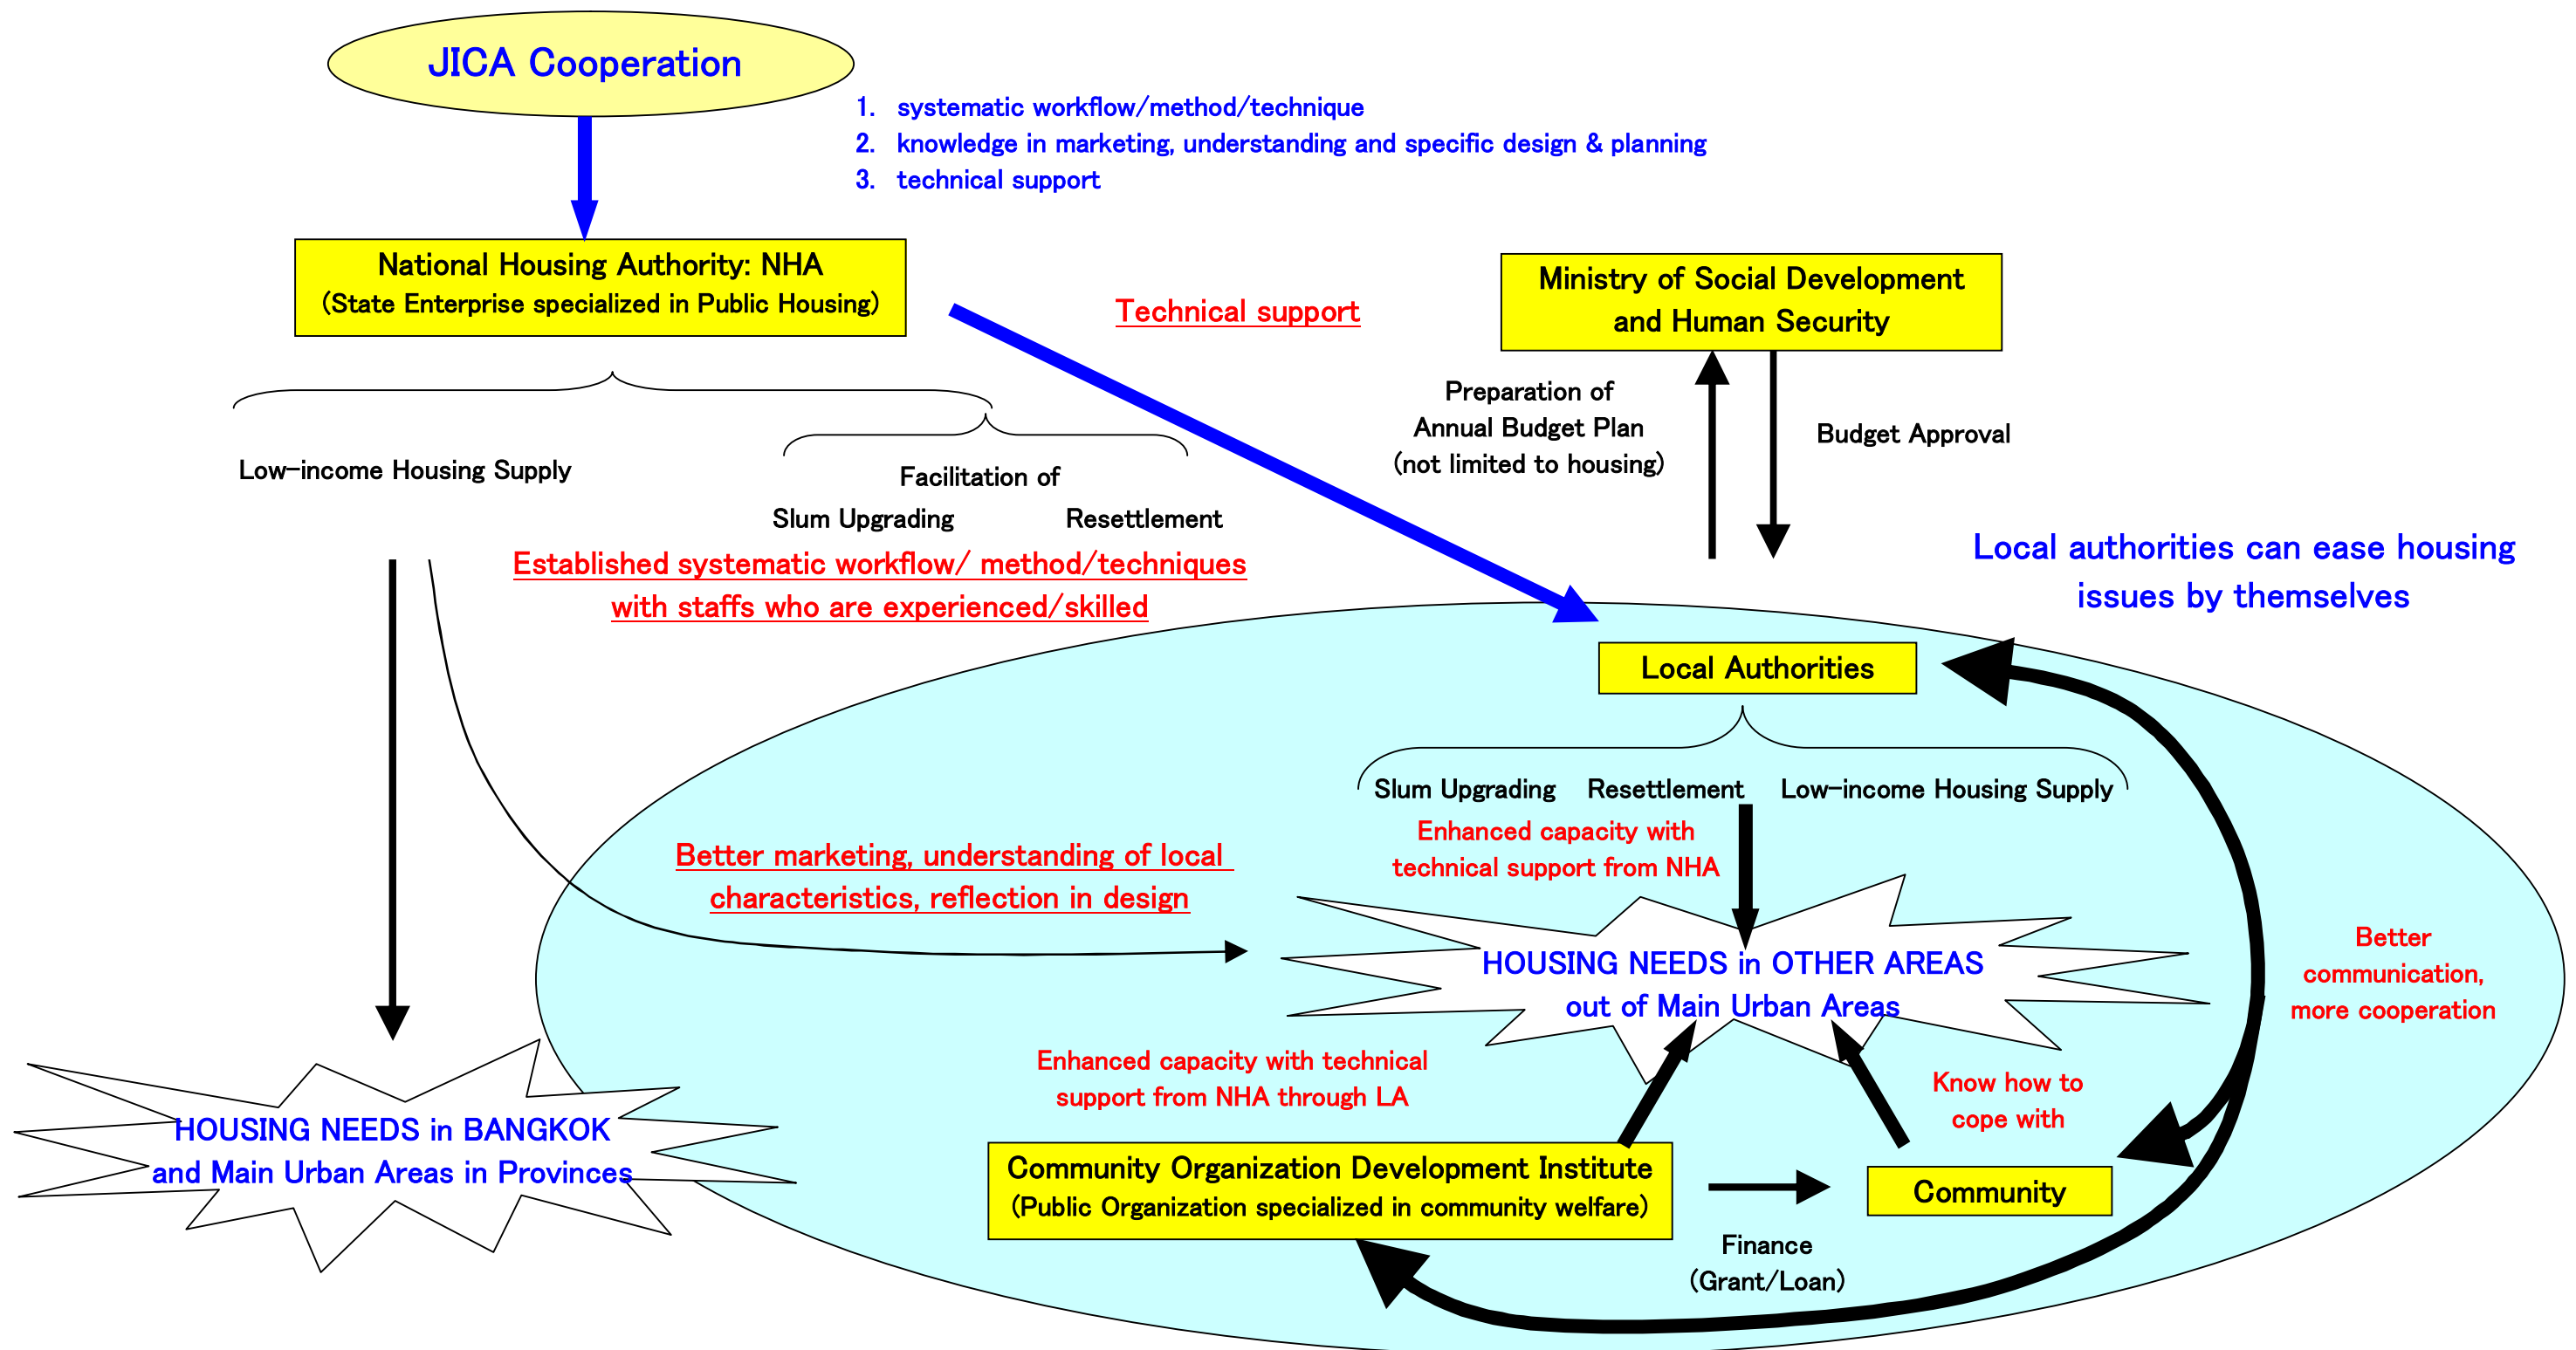 JICA Cooperation
1. systematic workflow/method/technique
2. knowledge in marketing, understanding and specific design & planning
3. technical support
National Housing Authority: NHA
(State Enterprise specialized in Public Housing)
Technical support
Ministry of Social Development
and Human Security
Preparation of
Annual Budget Plan
(not limited to housing)
Budget Approval
Low-income Housing Supply
Facilitation of
Slum Upgrading
Resettlement
Established systematic workflow/ method/techniques
with staffs who are experienced/skilled
Local authorities can ease housing
issues by themselves
Local Authorities
Slum Upgrading
Resettlement
Low-income Housing Supply
Enhanced capacity with
technical support from NHA
Better marketing, understanding of local
characteristics, reflection in design
HOUSING NEEDS in OTHER AREAS
out of Main Urban Areas
Better
communication,
more cooperation
Enhanced capacity with technical
support from NHA through LA
Know how to
cope with
HOUSING NEEDS in BANGKOK
and Main Urban Areas in Provinces
Community Organization Development Institute
(Public Organization specialized in community welfare)
Community
Finance
(Grant/Loan)